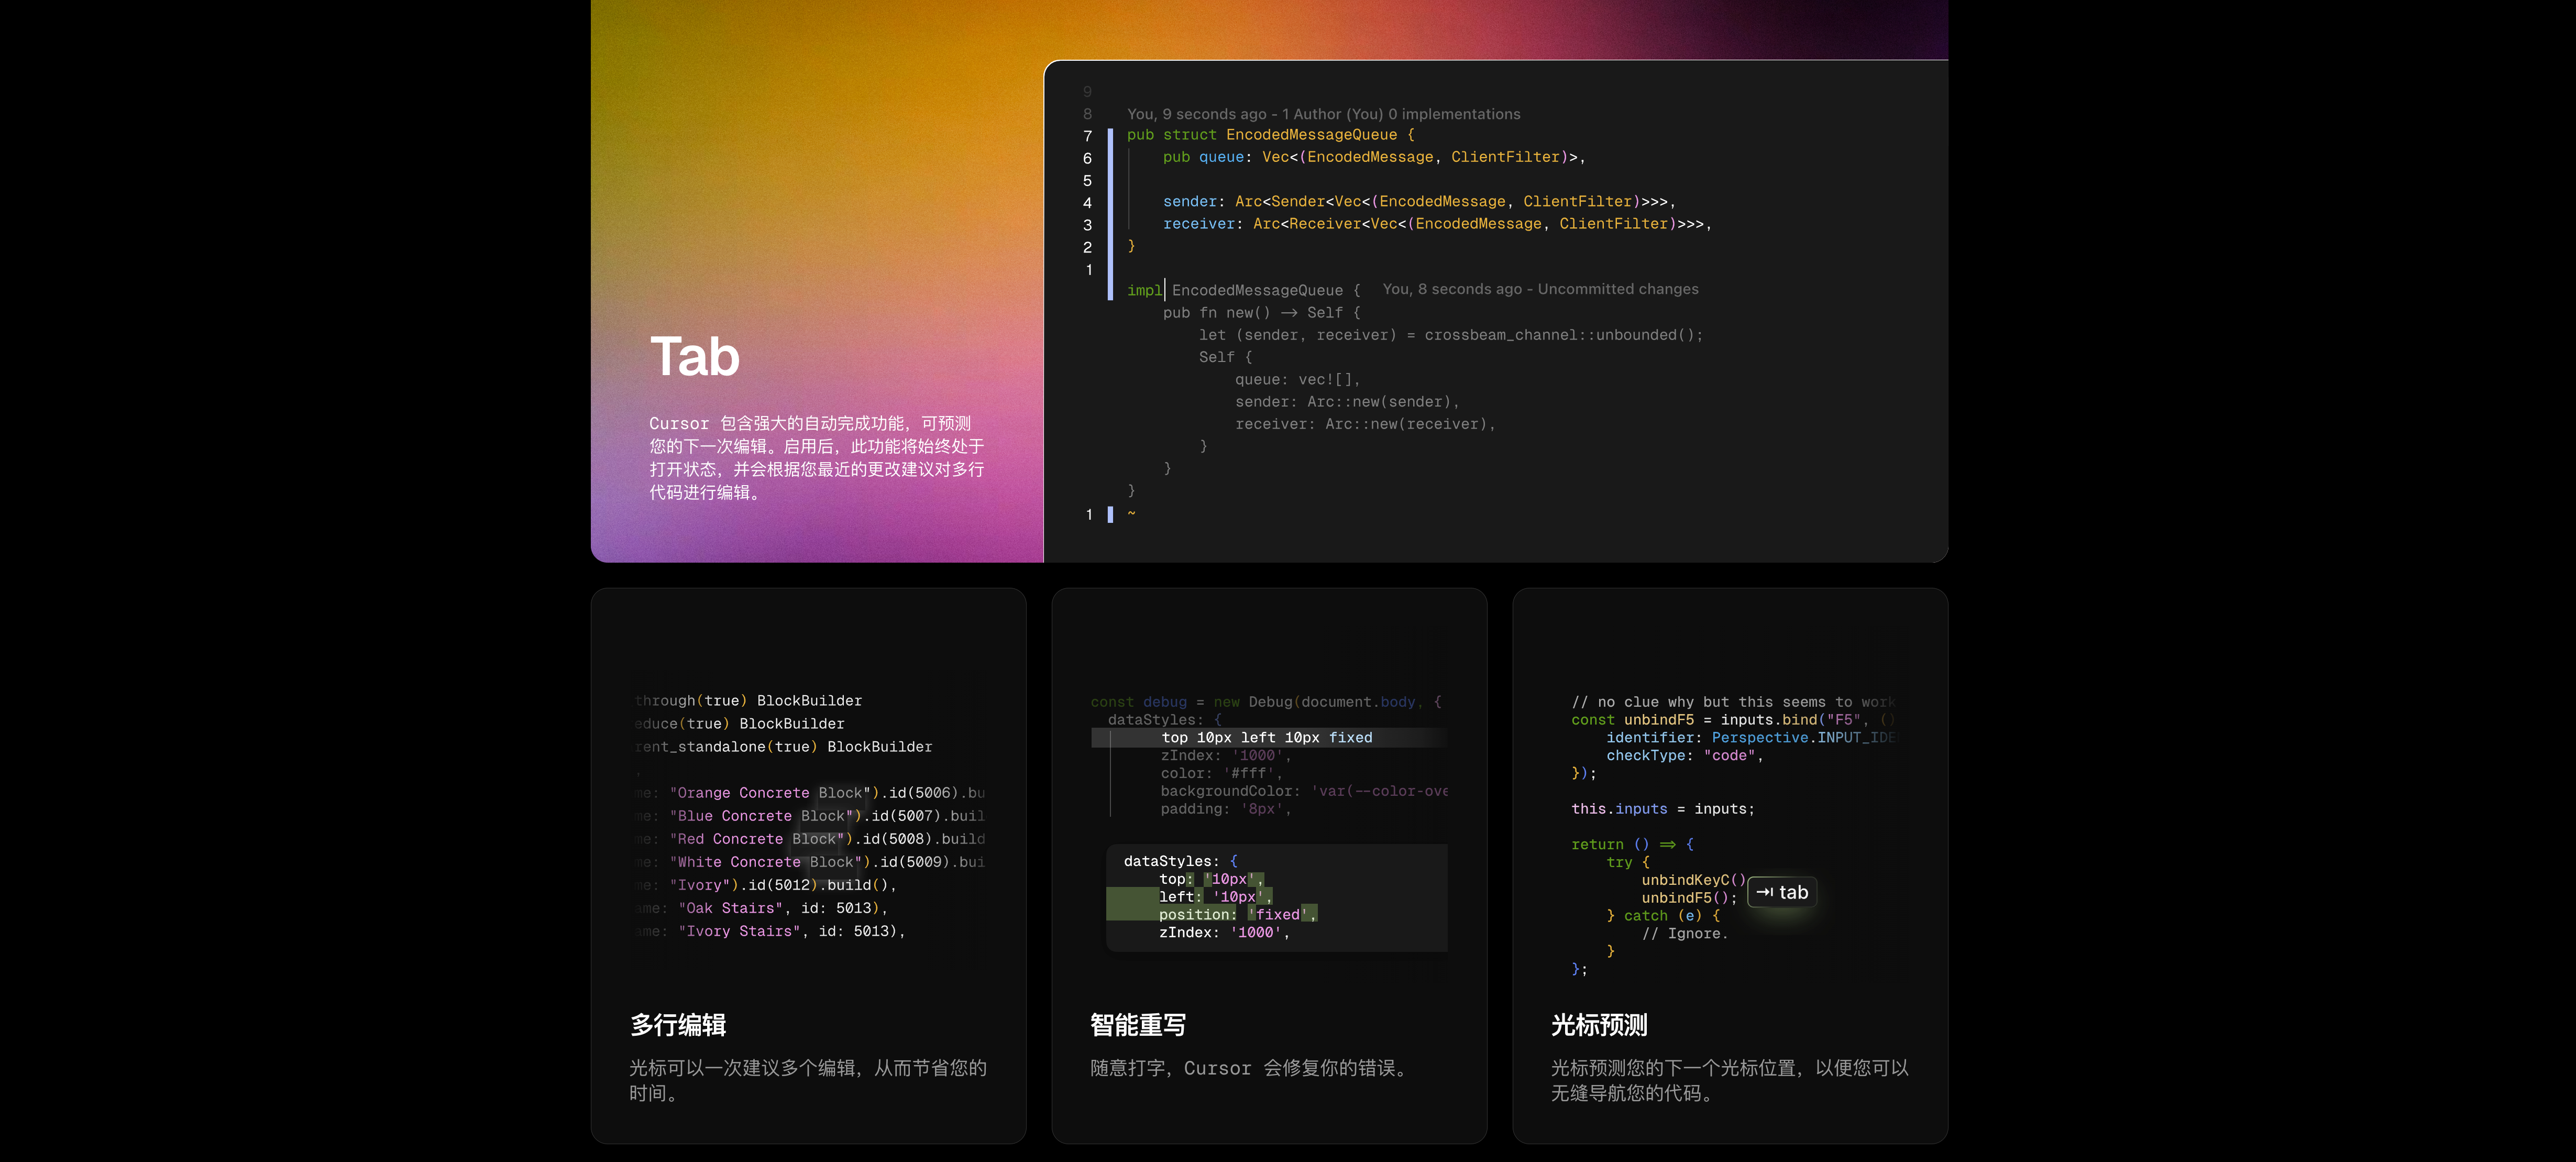 9
8 You, 9 seconds ago - 1 Author (You) 0 implementations
7 pub struct EncodedMessageQueue {
6 pub queue: Vec<(EncodedMessage, ClientFilter)>,
5
4 sender: Arc<Sender<Vec<(EncodedMessage, ClientFilter)>>>,
3 receiver: Arc<Receiver<Vec<(EncodedMessage, ClientFilter)>>>,
2 }
1
impl EncodedMessageQueue { You, 8 seconds ago - Uncommitted changes
pub fn new() → Self {
let (sender, receiver) = crossbeam_channel::unbounded();
Self {
queue: vec![],
sender: Arc::new(sender),
receiver: Arc::new(receiver),
}
}
}
1 ~
Tab
Cursor 包含强大的自动完成功能，可预测
您的下一次编辑。启用后，此功能将始终处于
打开状态，并会根据您最近的更改建议对多行
代码进行编辑。
through(true) BlockBuilder
educe(true) BlockBuilder
rent_standalone(true) BlockBuilder
,
me: "Orange Concrete Block").id(5006).bu
me: "Blue Concrete Block").id(5007).buil
me: "Red Concrete Block").id(5008).build
me: "White Concrete Block").id(5009).bui
me: "Ivory").id(5012).build(),
ame: "Oak Stairs", id: 5013),
ame: "Ivory Stairs", id: 5013),
多行编辑
光标可以一次建议多个编辑，从而节省您的
时间。
const debug = new Debug(document.body, {
dataStyles: {
top 10px left 10px fixed
zIndex: '1000',
color: '#fff',
backgroundColor: 'var(--color-ove
padding: '8px',
dataStyles: {
top: '10px',
left: '10px',
position: 'fixed',
zIndex: '1000',
智能重写
随意打字，Cursor 会修复你的错误。
// no clue why but this seems to work
const unbindF5 = inputs.bind("F5", ()
identifier: Perspective.INPUT_IDE
checkType: "code",
});
this.inputs = inputs;
return () ⇒ {
try {
unbindKeyC()
unbindF5(); ⇥ tab
} catch (e) {
// Ignore.
}
};
光标预测
光标预测您的下一个光标位置，以便您可以
无缝导航您的代码。